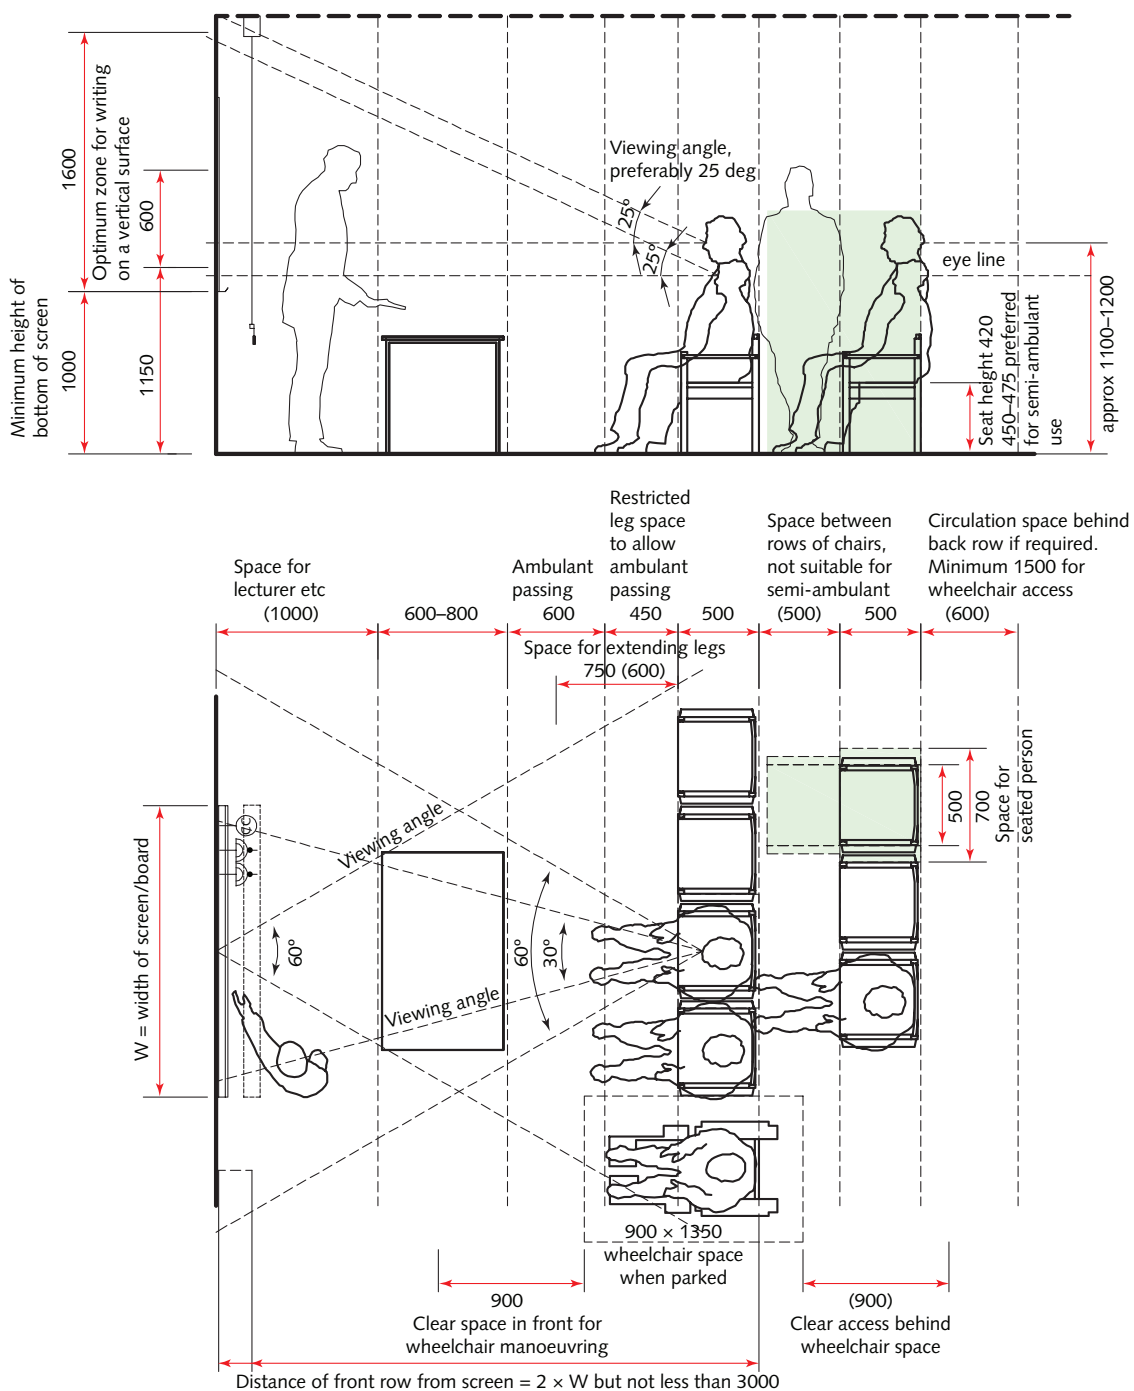 1600
Optimum zone for writing
on a vertical surface
600
Minimum height of
bottom of screen
1000
1150
Viewing angle,
preferably 25 deg
25°
25°
eye line
Seat height 420
450–475 preferred
for semi-ambulant
use
approx 1100–1200
Space for
lecturer etc
(1000)
600–800
Ambulant
passing
600
Restricted
leg space
to allow
ambulant
passing
450
500
Space between
rows of chairs,
not suitable for
semi-ambulant
(500)
500
Circulation space behind
back row if required.
Minimum 1500 for
wheelchair access
(600)
Space for extending legs
750 (600)
W = width of screen/board
Viewing angle
Viewing angle
60°
60°
30°
500
700
Space for
seated person
900 × 1350
wheelchair space
when parked
900
Clear space in front for
wheelchair manoeuvring
(900)
Clear access behind
wheelchair space
Distance of front row from screen = 2 × W but not less than 3000